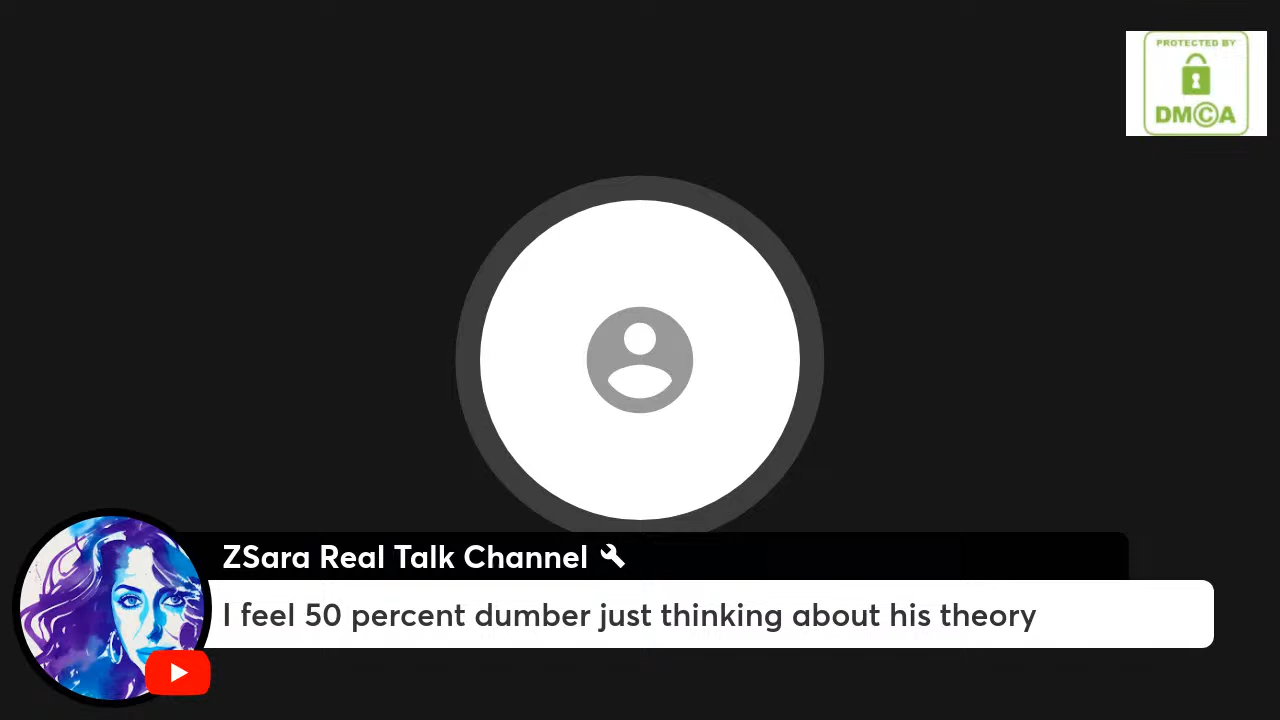 PROTECTED BY
DMCA
ZSara Real Talk Channel
I feel 50 percent dumber just thinking about his theory